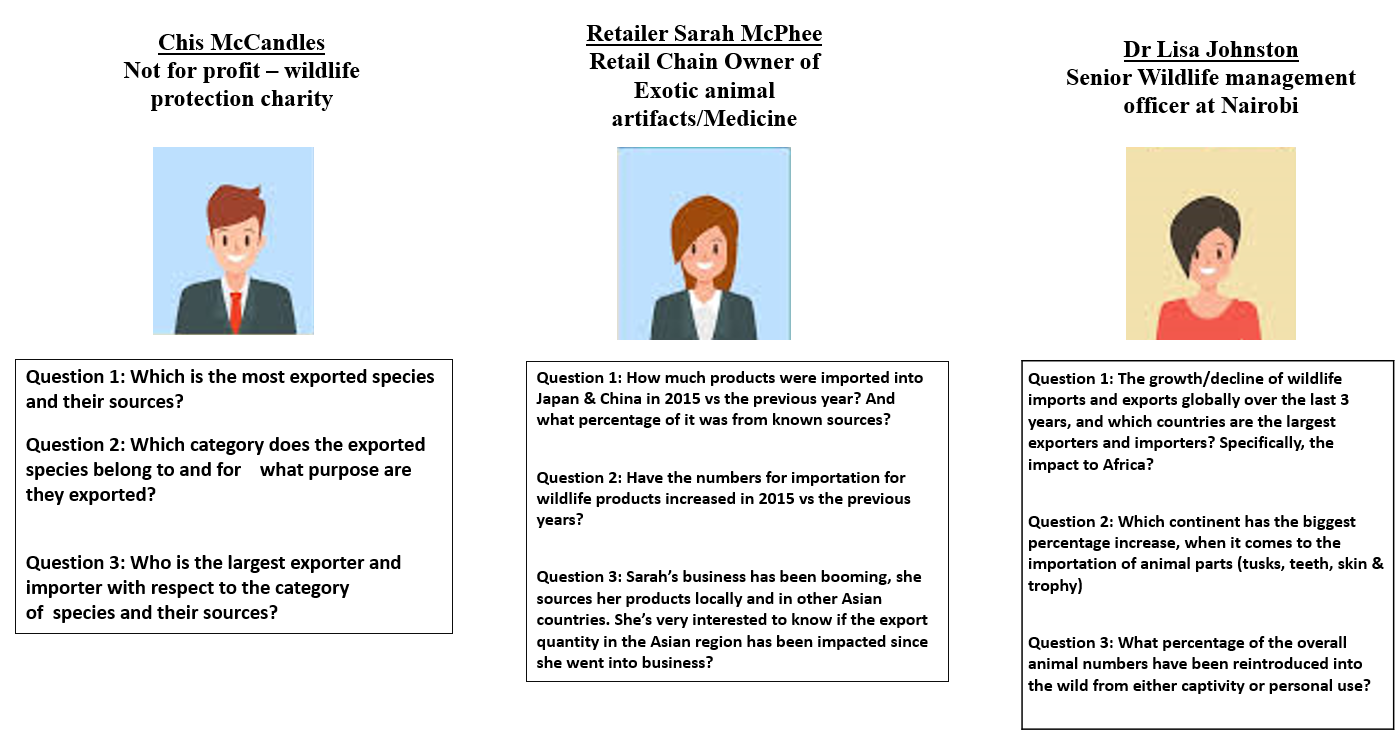 Chis McCandles
Not for profit – wildlife
protection charity
Question 1: Which is the most exported species
and their sources?
Question 2: Which category does the exported
species belong to and for what purpose are
they exported?
Question 3: Who is the largest exporter and
importer with respect to the category
of species and their sources?
Retailer Sarah McPhee
Retail Chain Owner of
Exotic animal
artifacts/Medicine
Question 1: How much products were imported into
Japan & China in 2015 vs the previous year? And
what percentage of it was from known sources?
Question 2: Have the numbers for importation for
wildlife products increased in 2015 vs the previous
years?
Question 3: Sarah’s business has been booming, she
sources her products locally and in other Asian
countries. She’s very interested to know if the export
quantity in the Asian region has been impacted since
she went into business?
Dr Lisa Johnston
Senior Wildlife management
officer at Nairobi
Question 1: The growth/decline of wildlife
imports and exports globally over the last 3
years, and which countries are the largest
exporters and importers? Specifically, the
impact to Africa?
Question 2: Which continent has the biggest
percentage increase, when it comes to the
importation of animal parts (tusks, teeth, skin &
trophy)
Question 3: What percentage of the overall
animal numbers have been reintroduced into
the wild from either captivity or personal use?